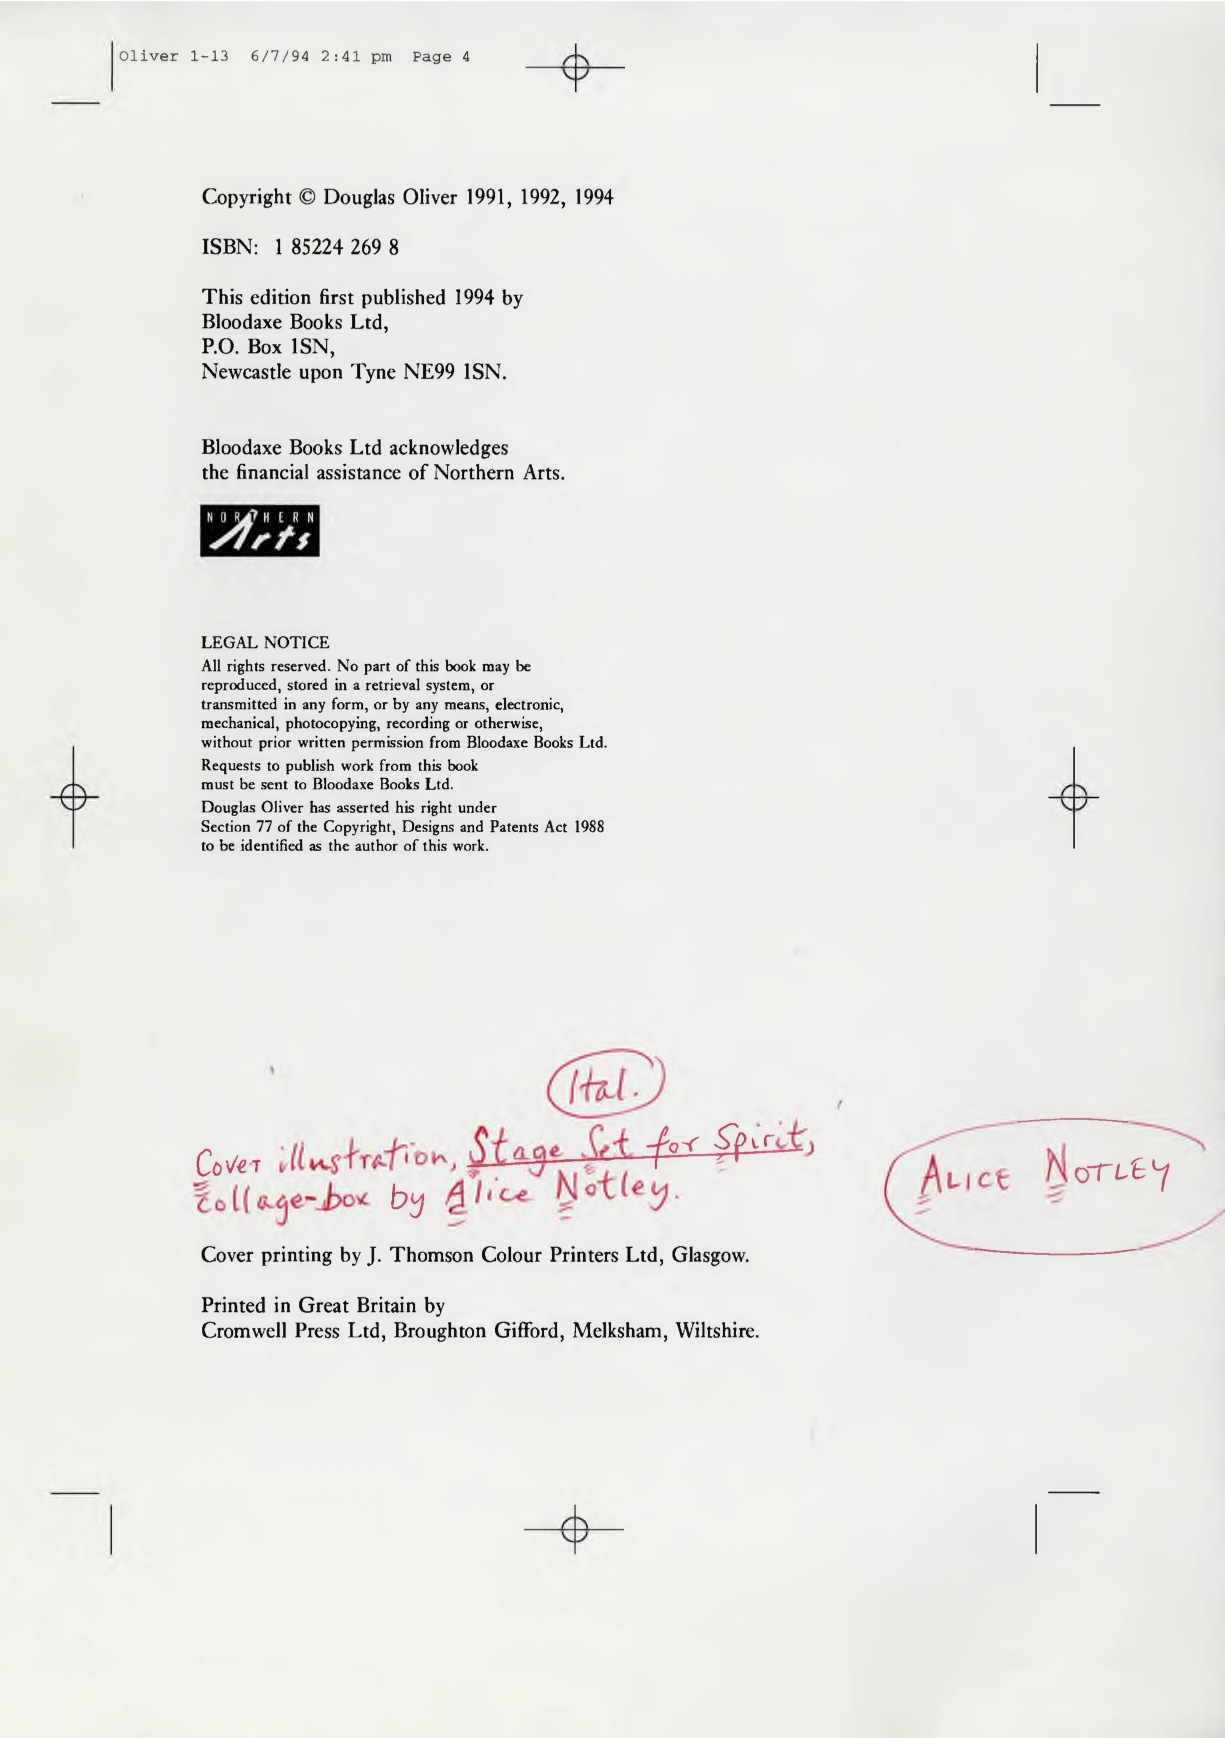 Oliver 1-13 6/7/94 2:41 pm Page 4
Copyright © Douglas Oliver 1991, 1992, 1994
ISBN: 1 85224 269 8
This edition first published 1994 by
Bloodaxe Books Ltd,
P.O. Box 1SN,
Newcastle upon Tyne NE99 1SN.
Bloodaxe Books Ltd acknowledges
the financial assistance of Northern Arts.
NORTHERN
Arts
LEGAL NOTICE
All rights reserved. No part of this book may be
reproduced, stored in a retrieval system, or
transmitted in any form, or by any means, electronic,
mechanical, photocopying, recording or otherwise,
without prior written permission from Bloodaxe Books Ltd.
Requests to publish work from this book
must be sent to Bloodaxe Books Ltd.
Douglas Oliver has asserted his right under
Section 77 of the Copyright, Designs and Patents Act 1988
to be identified as the author of this work.
Ital.
Cover illustration, Stage Set for Spirit,
collage-box by Alice Notley.
ALICE NOTLEY
Cover printing by J. Thomson Colour Printers Ltd, Glasgow.
Printed in Great Britain by
Cromwell Press Ltd, Broughton Gifford, Melksham, Wiltshire.